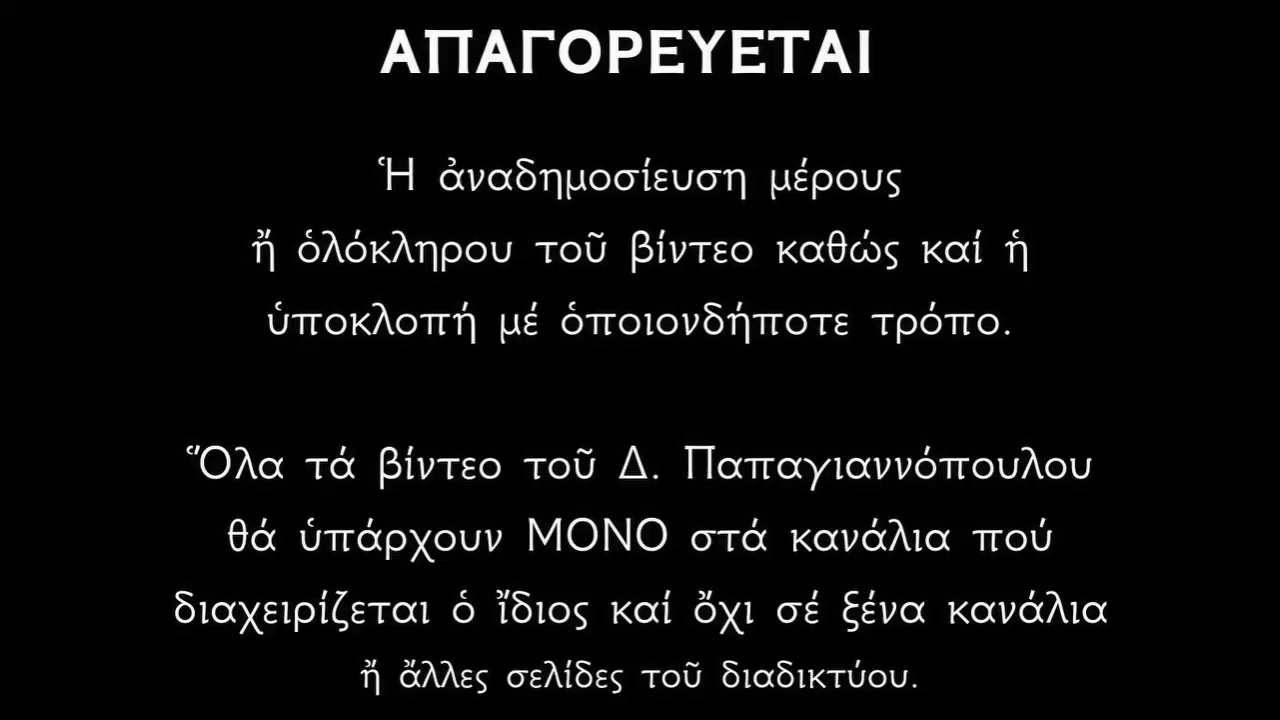 ΑΠΑΓΟΡΕΥΕΤΑΙ
Ἡ ἀναδημοσίευση μέρους
ἤ ὁλόκληρου τοῦ βίντεο καθώς καί ἡ
ὑποκλοπή μέ ὁποιονδήποτε τρόπο.
Ὅλα τά βίντεο τοῦ Δ. Παπαγιαννόπουλου
θά ὑπάρχουν ΜΟΝΟ στά κανάλια πού
διαχειρίζεται ὁ ἴδιος καί ὄχι σέ ξένα κανάλια
ἤ ἄλλες σελίδες τοῦ διαδικτύου.